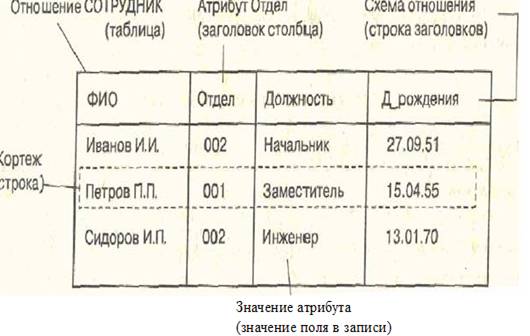 Отношение СОТРУДНИК
(таблица)
Атрибут Отдел
(заголовок столбца)
Схема отношения
(строка заголовков)
ФИО Отдел Должность Д_рождения
Иванов И.И. 002 Начальник 27.09.51
Кортеж
(строка)
Петров П.П. 001 Заместитель 15.04.55
Сидоров И.П. 002 Инженер 13.01.70
Значение атрибута
(значение поля в записи)